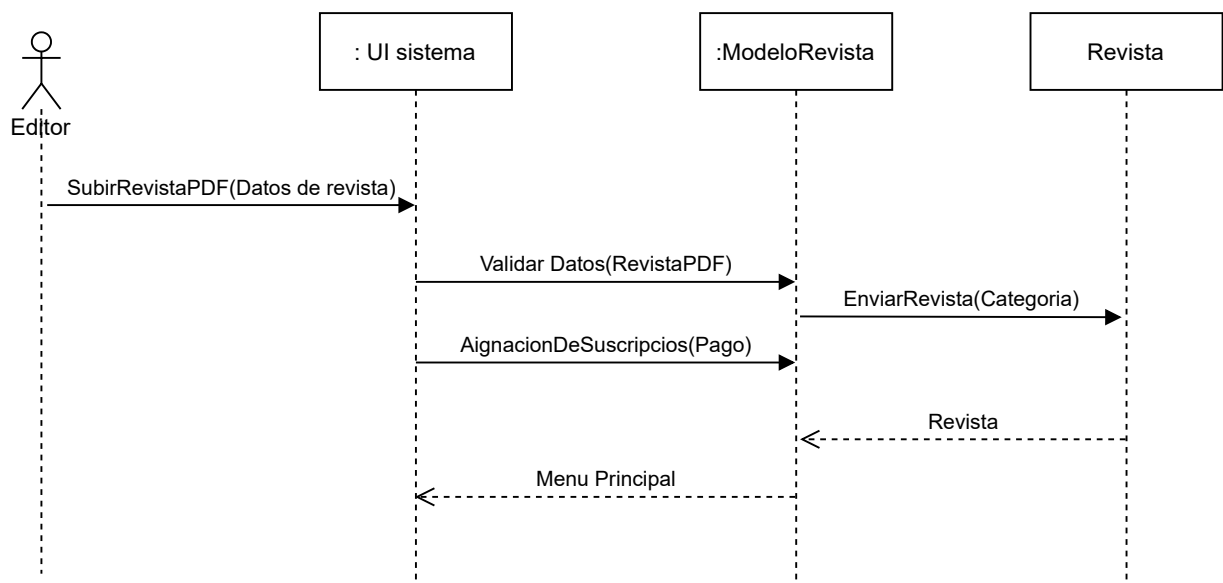 : UI sistema
:ModeloRevista
Revista
Editor
SubirRevistaPDF(Datos de revista)
Validar Datos(RevistaPDF)
EnviarRevista(Categoria)
AignacionDeSuscripcios(Pago)
Revista
Menu Principal